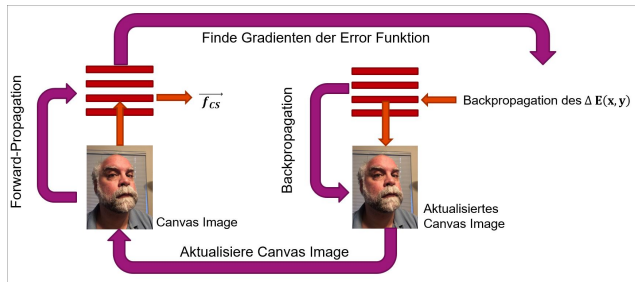 Finde Gradienten der Error Funktion
Forward-Propagation
f_CS
Canvas Image
Backpropagation
Backpropagation des Δ E(x, y)
Aktualisiertes
Canvas Image
Aktualisiere Canvas Image